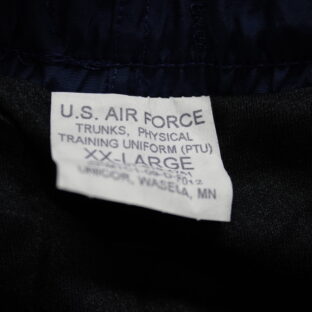 U.S. AIR FORCE
TRUNKS, PHYSICAL
TRAINING UNIFORM (PTU)
XX-LARGE
UNICOR, WASELA, MN